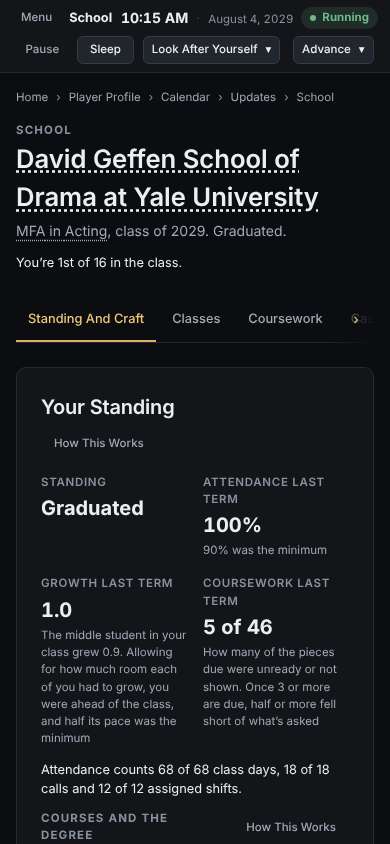 Menu School 10:15 AM · August 4, 2029 Running
Pause Sleep Look After Yourself ▾ Advance ▾
Home › Player Profile › Calendar › Updates › School
SCHOOL
David Geffen School of
Drama at Yale University
MFA in Acting, class of 2029. Graduated.
You’re 1st of 16 in the class.
Standing And Craft Classes Coursework ›
Your Standing
How This Works
STANDING
Graduated
ATTENDANCE LAST
TERM
100%
90% was the minimum
GROWTH LAST TERM
1.0
The middle student in your
class grew 0.9. Allowing
for how much room each
of you had to grow, you
were ahead of the class,
and half its pace was the
minimum
COURSEWORK LAST
TERM
5 of 46
How many of the pieces
due were unready or not
shown. Once 3 or more
are due, half or more fell
short of what’s asked
Attendance counts 68 of 68 class days, 18 of 18
calls and 12 of 12 assigned shifts.
COURSES AND THE
DEGREE
How This Works